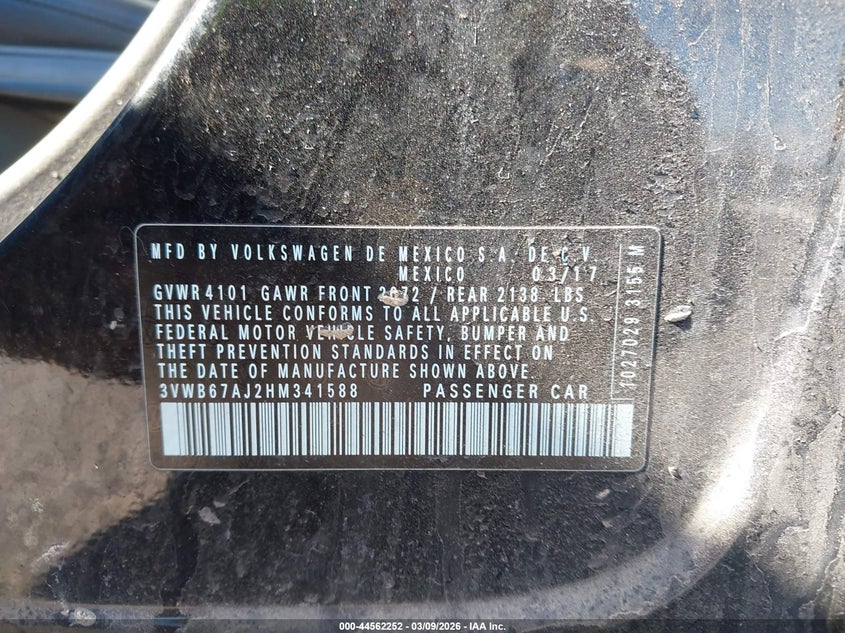 MFD BY VOLKSWAGEN DE MEXICO S.A. DE C.V.
MEXICO 03/17
GVWR 4101 GAWR FRONT / REAR 2138 LBS
THIS VEHICLE CONFORMS TO ALL APPLICABLE U.S.
FEDERAL MOTOR VEHICLE SAFETY, BUMPER AND
THEFT PREVENTION STANDARDS IN EFFECT ON
THE DATE OF MANUFACTURE SHOWN ABOVE.
3VWB67AJ2HM341588 PASSENGER CAR
1027029 3 55 M
000-44562252 | 03/09/2026 - IAA Inc.